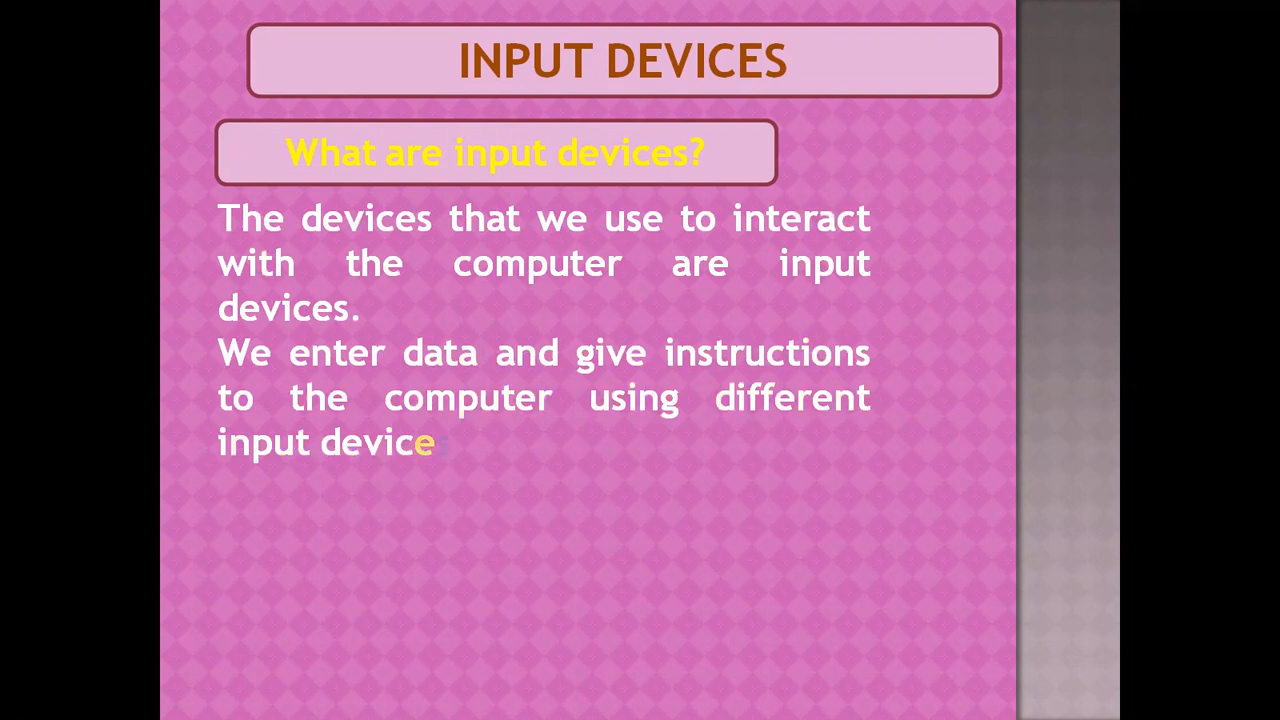 INPUT DEVICES
What are input devices?
The devices that we use to interact
with the computer are input
devices.
We enter data and give instructions
to the computer using different
input device